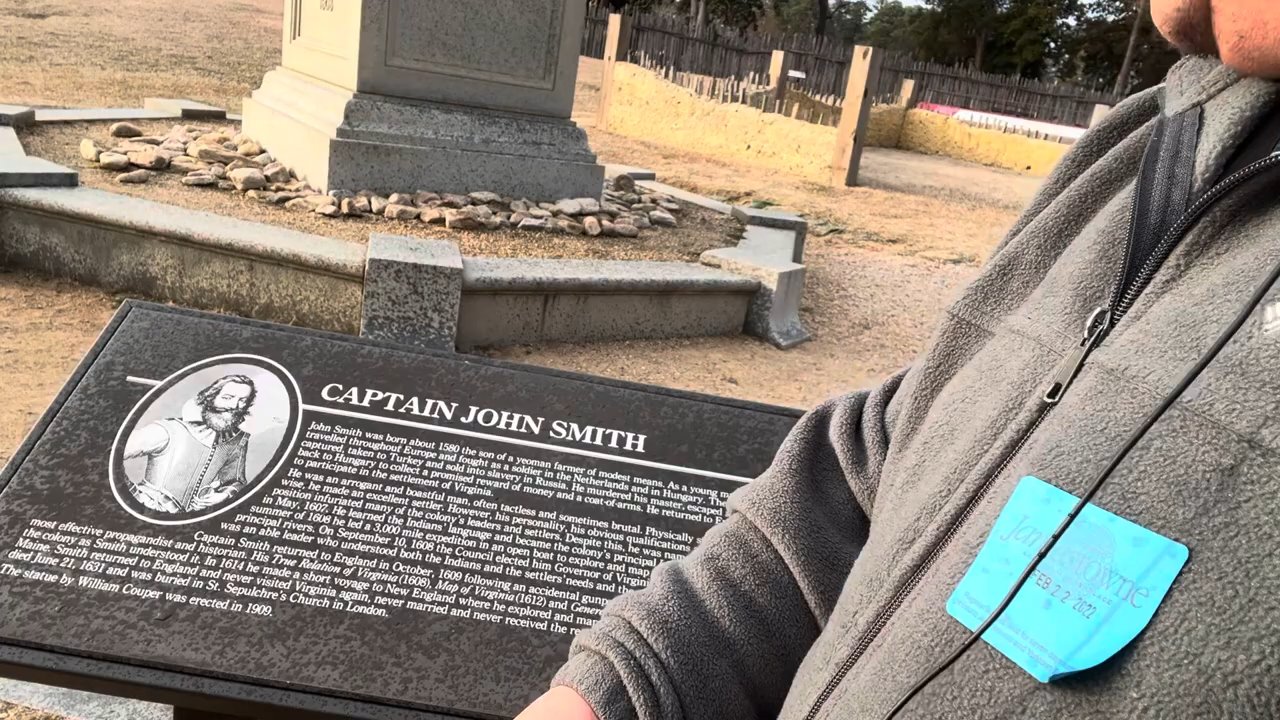 CAPTAIN JOHN SMITH
John Smith was born about 1580 the son of a yeoman farmer of modest means. As a young m
travelled throughout Europe and fought as a soldier in the Netherlands and in Hungary. The
captured, taken to Turkey and sold into slavery in Russia. He murdered his master, escaped
back to Hungary to collect a promised reward of money and a coat-of-arms. He returned to E
to participate in the settlement of Virginia.
He was an arrogant and boastful man, often tactless and sometimes brutal. Physically
wise, he made an excellent settler. However, his personality, his obvious qualifications
position infuriated many of the colony's leaders and settlers. Despite this, he was nam
in May, 1607. He learned the Indians' language and became the colony's principal
summer of 1608 he led a 3,000 mile expedition in an open boat to explore and map
principal rivers. On September 10, 1608 the Council elected him Governor of Virgin
was an able leader who understood both the Indians and the settlers' needs and th
Captain Smith returned to England in October, 1609 following an accidental gunp
most effective propagandist and historian. His True Relation of Virginia (1608), Map of Virginia (1612) and Genera
the colony as Smith understood it. In 1614 he made a short voyage to New England where he explored and map
Maine. Smith returned to England and never visited Virginia again, never married and never received the re
died June 21, 1631 and was buried in St. Sepulchre's Church in London.
The statue by William Couper was erected in 1909.
FEB 22 2022